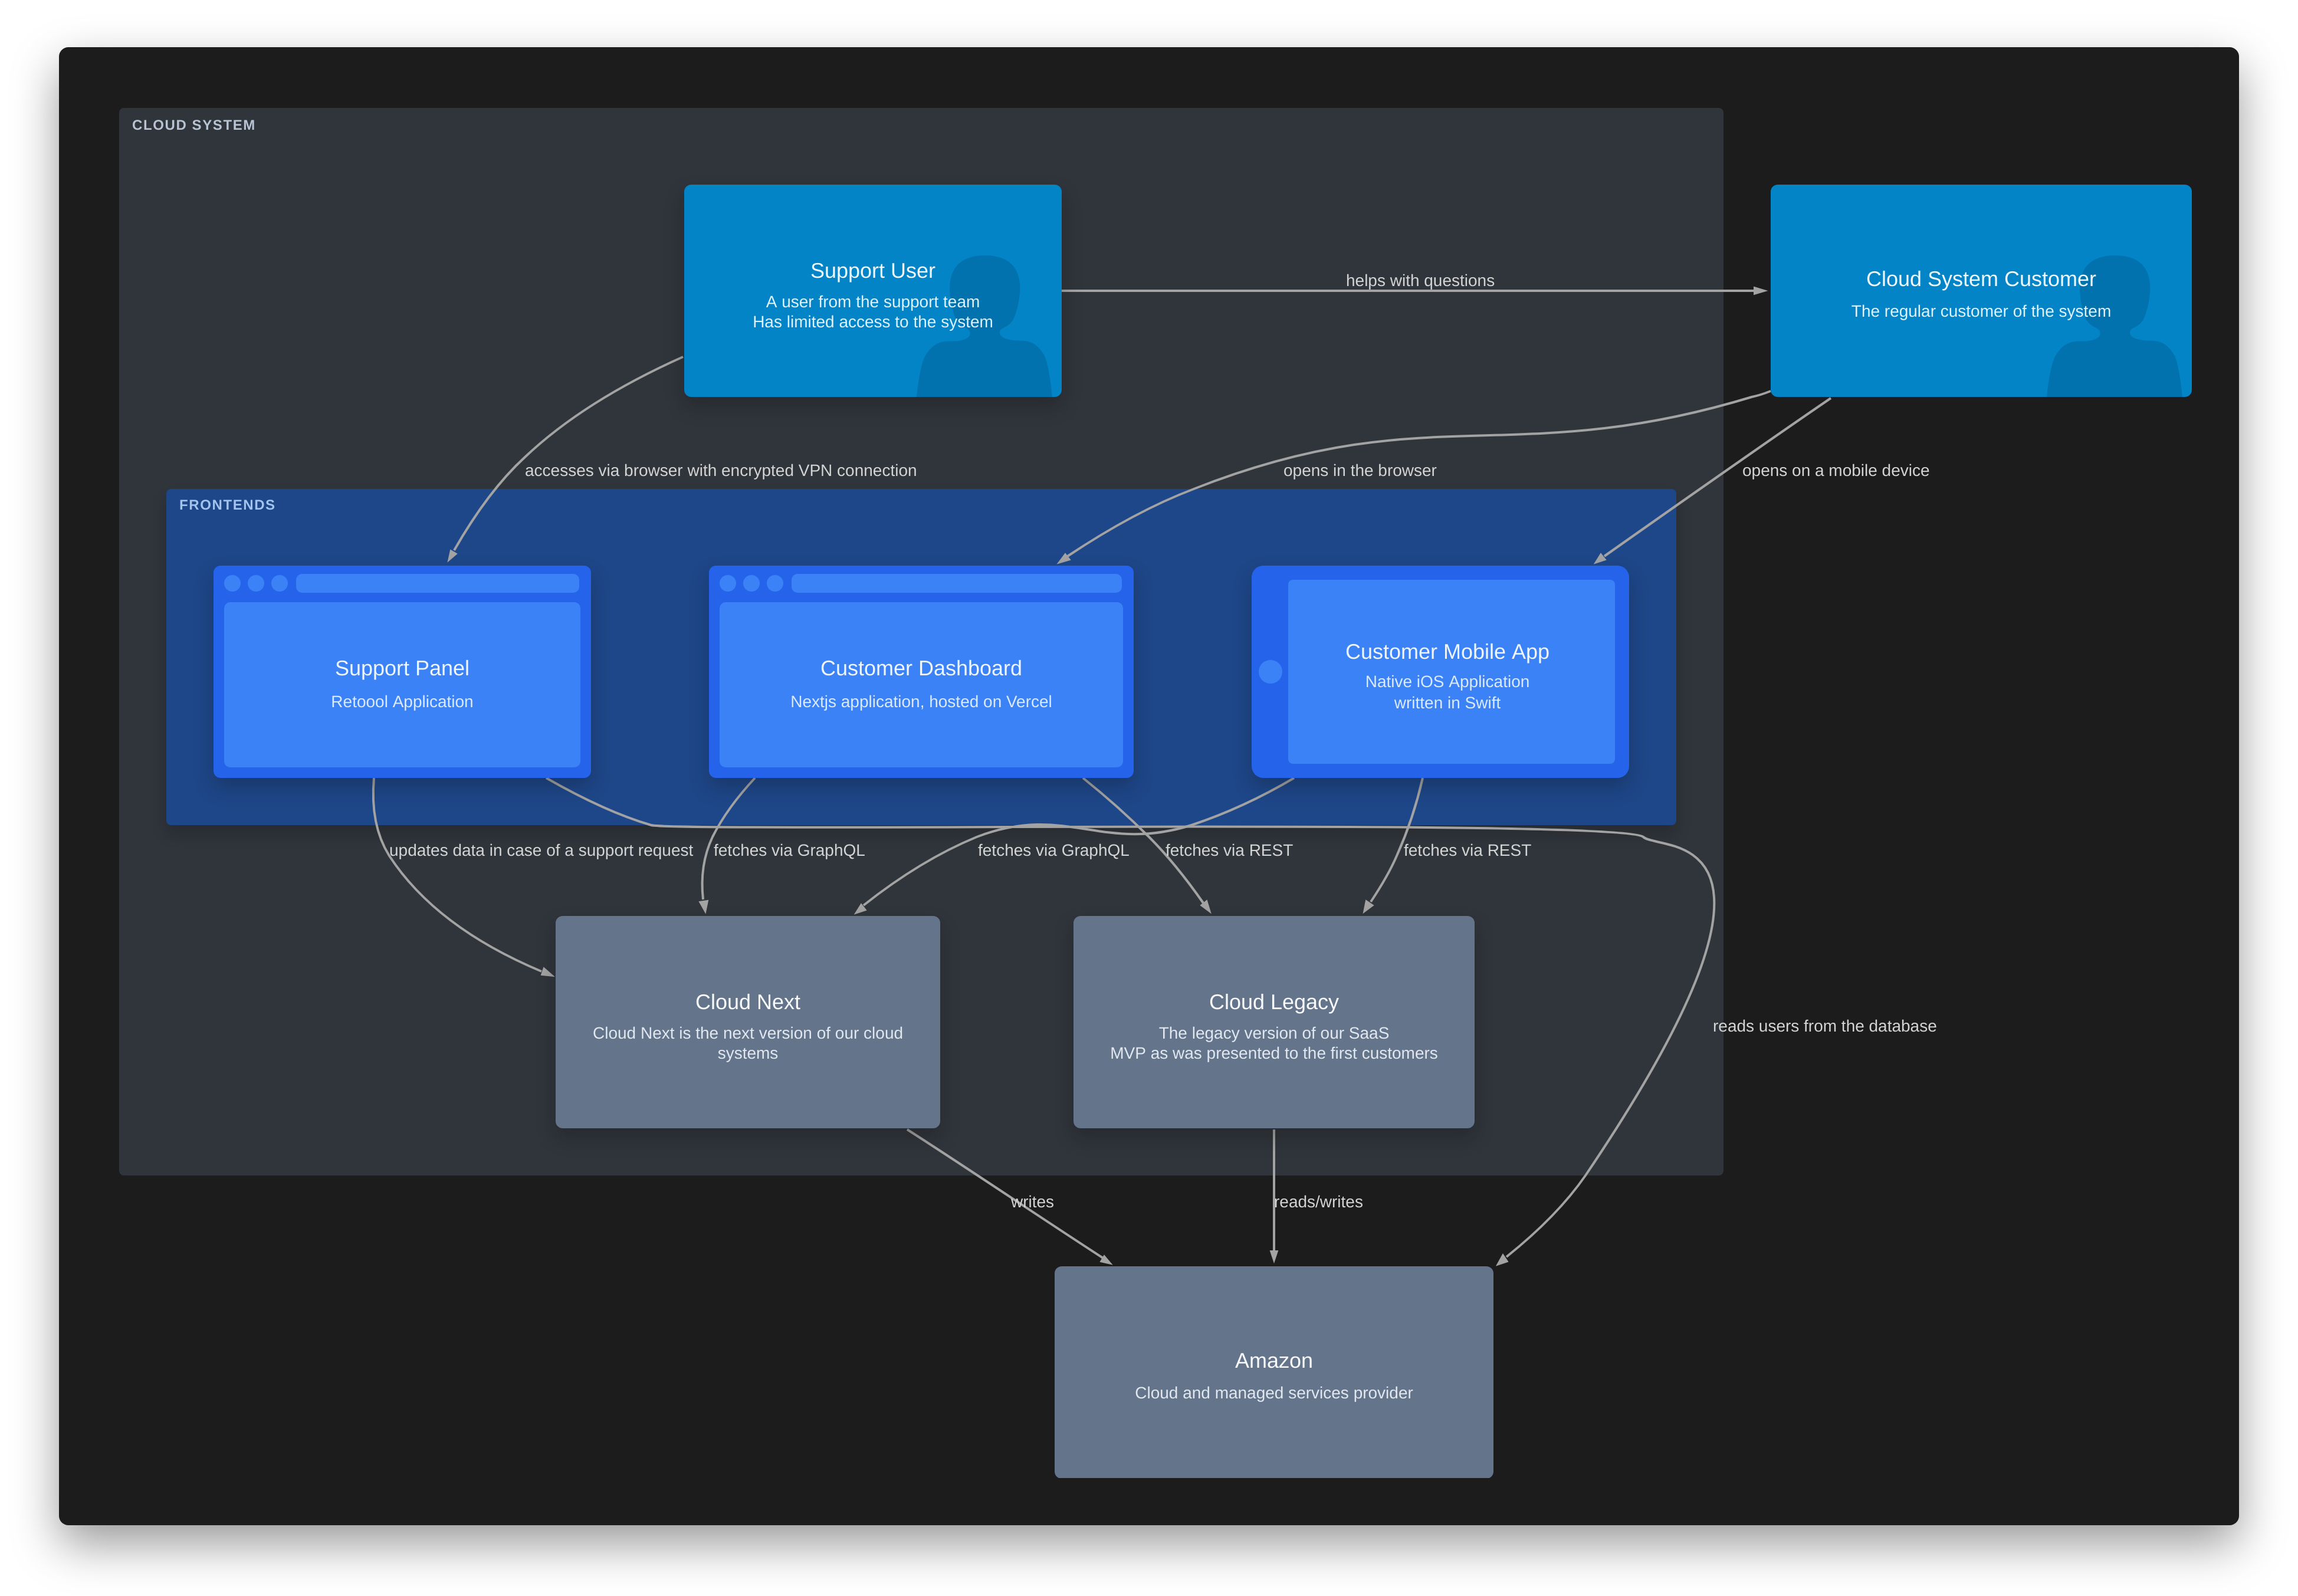 CLOUD SYSTEM
Support User
A user from the support team
Has limited access to the system
helps with questions
Cloud System Customer
The regular customer of the system
accesses via browser with encrypted VPN connection
opens in the browser
opens on a mobile device
FRONTENDS
Support Panel
Retoool Application
Customer Dashboard
Nextjs application, hosted on Vercel
Customer Mobile App
Native iOS Application
written in Swift
updates data in case of a support request
fetches via GraphQL
fetches via GraphQL
fetches via REST
fetches via REST
Cloud Next
Cloud Next is the next version of our cloud
systems
Cloud Legacy
The legacy version of our SaaS
MVP as was presented to the first customers
reads users from the database
writes
reads/writes
Amazon
Cloud and managed services provider